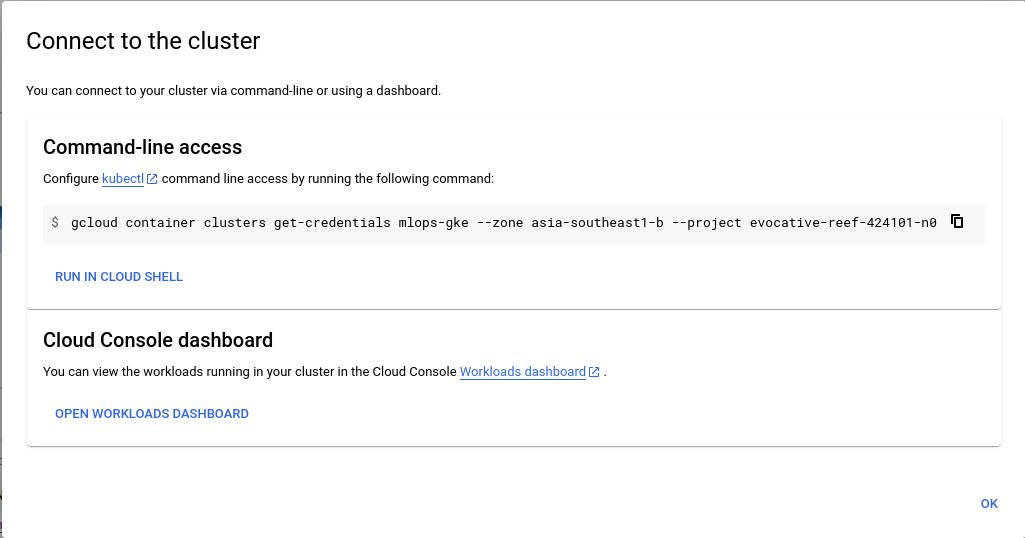 Connect to the cluster
You can connect to your cluster via command-line or using a dashboard.
Command-line access
Configure kubectl command line access by running the following command:
$ gcloud container clusters get-credentials mlops-gke --zone asia-southeast1-b --project evocative-reef-424101-n0
RUN IN CLOUD SHELL
Cloud Console dashboard
You can view the workloads running in your cluster in the Cloud Console Workloads dashboard .
OPEN WORKLOADS DASHBOARD
OK